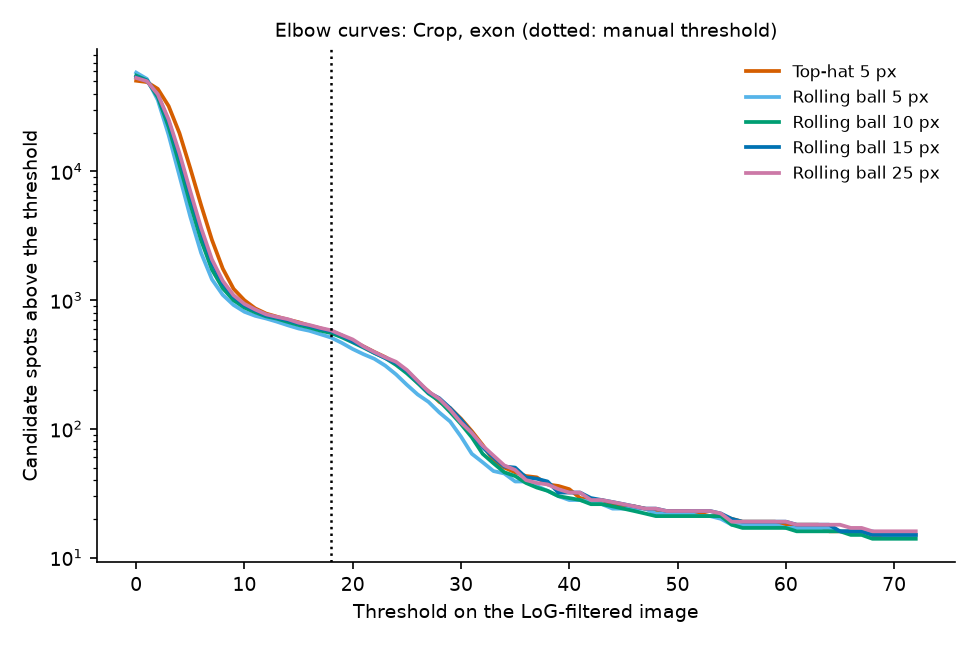 Elbow curves: Crop, exon (dotted: manual threshold)
Top-hat 5 px
Rolling ball 5 px
Rolling ball 10 px
Rolling ball 15 px
Rolling ball 25 px
Candidate spots above the threshold
10⁴
10³
10²
10¹
0 10 20 30 40 50 60 70
Threshold on the LoG-filtered image